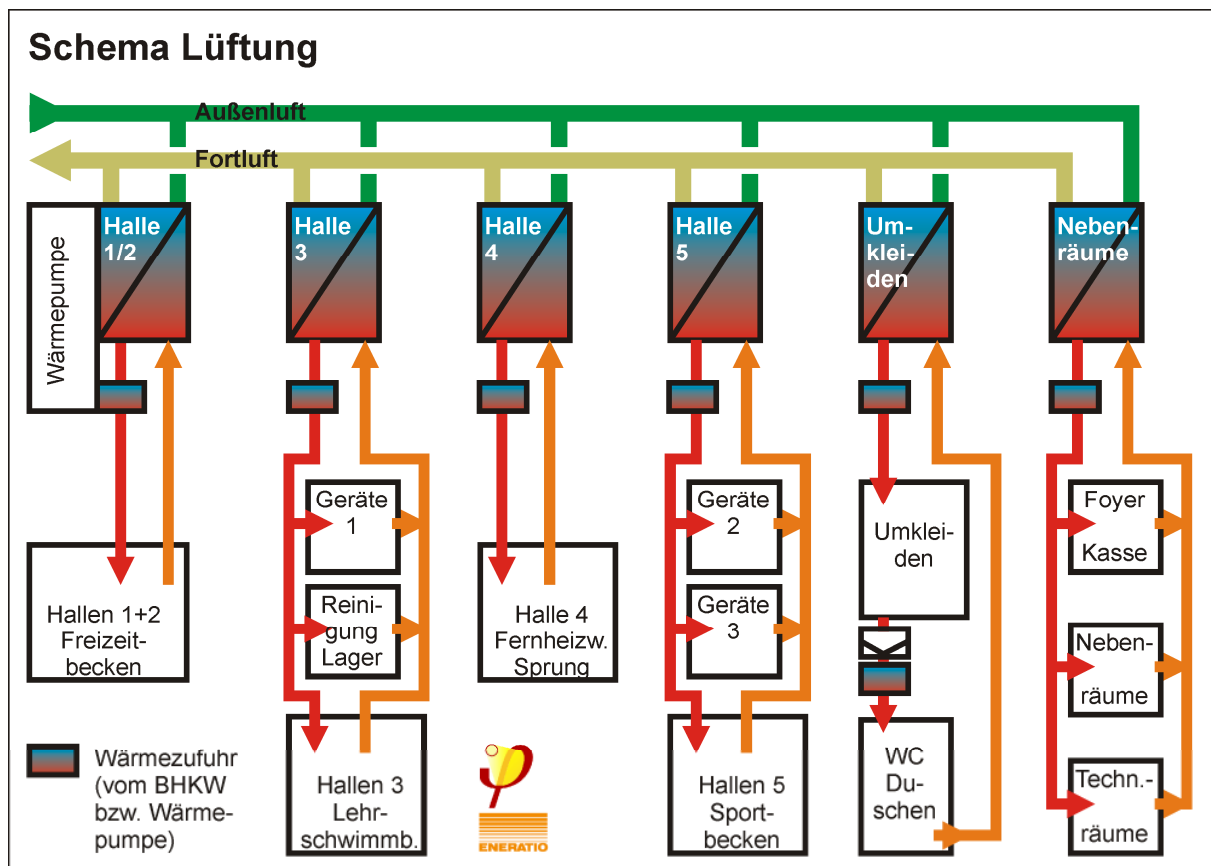 Schema Lüftung
Außenluft
Fortluft
Wärmepumpe
Halle
1/2
Halle
3
Halle
4
Halle
5
Um-
klei-
den
Neben-
räume
Geräte
1
Reini-
gung
Lager
Geräte
2
Geräte
3
Umklei-
den
Foyer
Kasse
Neben-
räume
Techn.-
räume
Hallen 1+2
Freizeit-
becken
Halle 4
Fernheizw.
Sprung
Hallen 3
Lehr-
schwimmb.
Hallen 5
Sport-
becken
WC
Du-
schen
Wärmezufuhr
(vom BHKW
bzw. Wärme-
pumpe)
ENERATIO